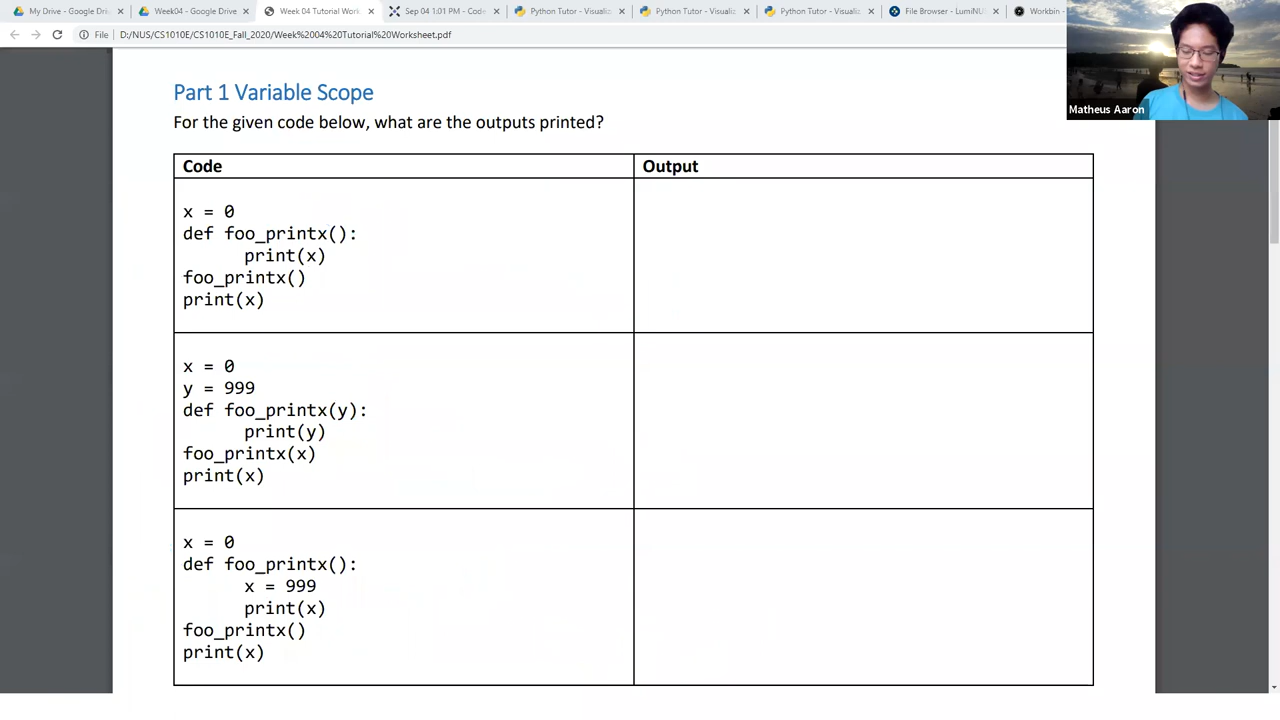 My Drive - Google Dri
Week04 - Google Drive
Week 04 Tutorial Work
Sep 04 1:01 PM - Code
Python Tutor - Visualiz
Python Tutor - Visualiz
Python Tutor - Visualiz
File Browser - LumiNUS
Workbin -
File
D:/NUS/CS1010E/CS1010E_Fall_2020/Week%2004%20Tutorial%20Worksheet.pdf
Matheus Aaron
Part 1 Variable Scope
For the given code below, what are the outputs printed?
Code
Output
x = 0
def foo_printx():
print(x)
foo_printx()
print(x)
x = 0
y = 999
def foo_printx(y):
print(y)
foo_printx(x)
print(x)
x = 0
def foo_printx():
x = 999
print(x)
foo_printx()
print(x)